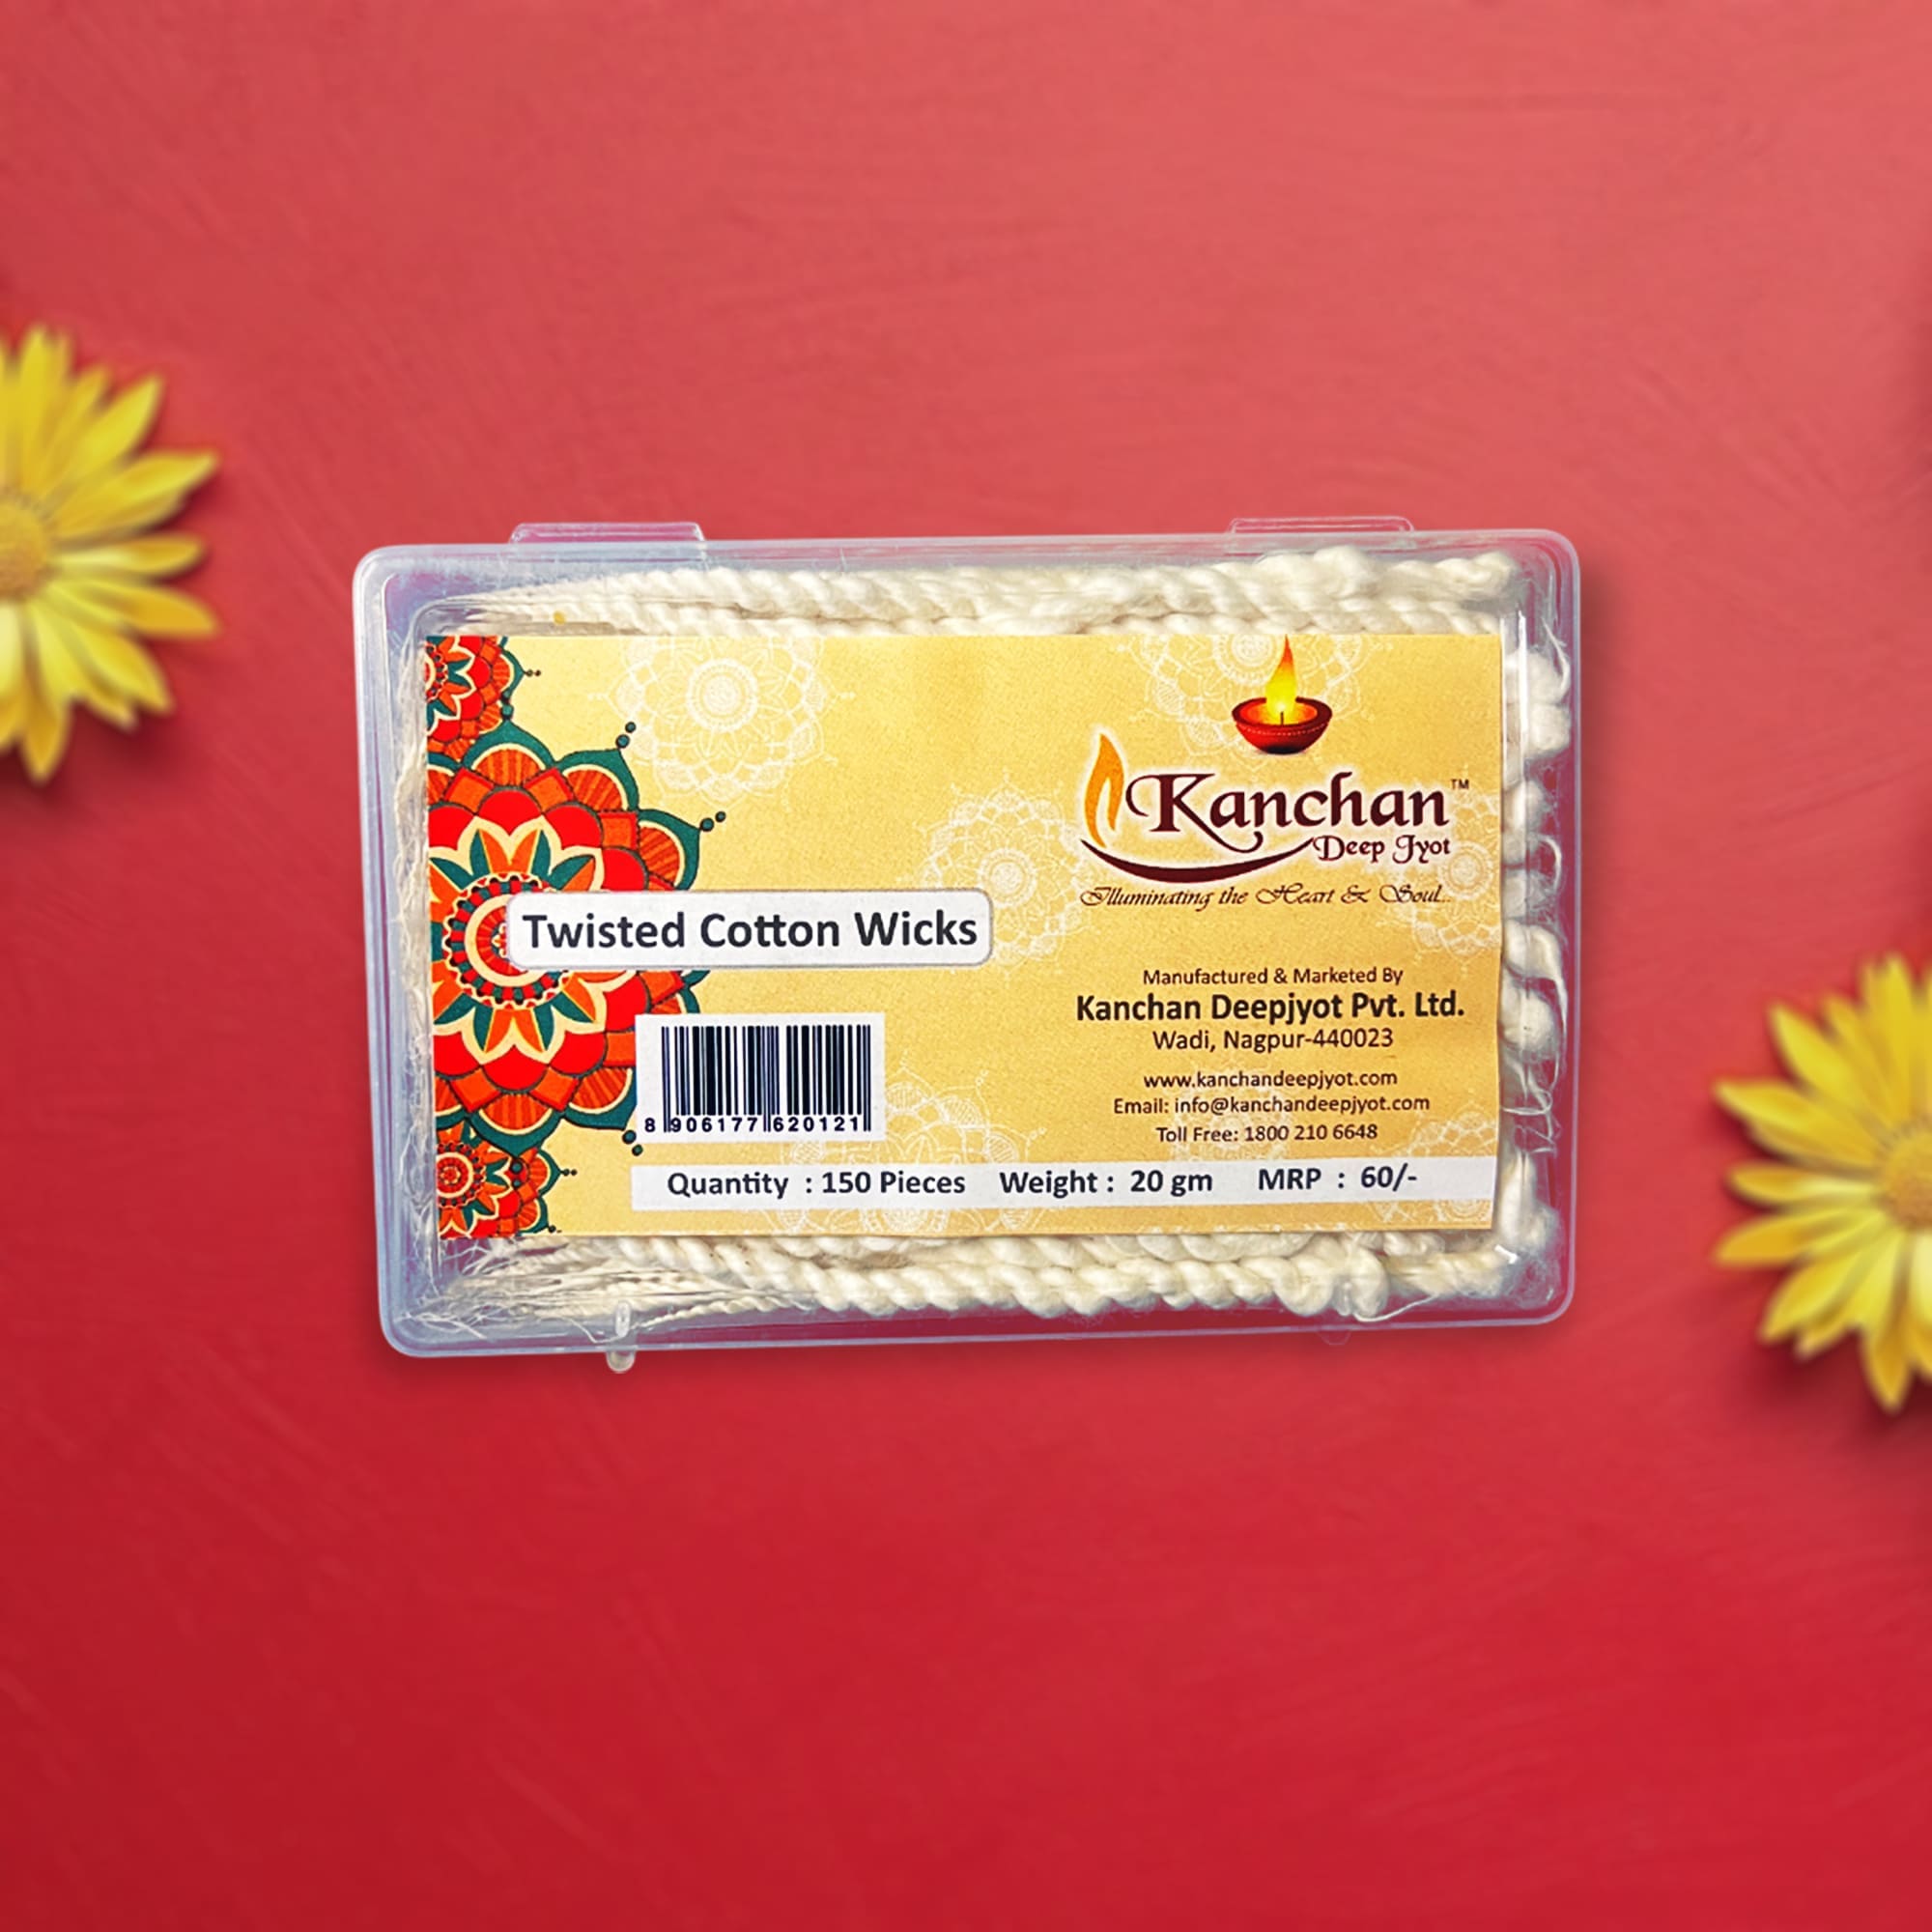 Kanchan™
Deep Jyot
Illuminating the Heart & Soul...
Twisted Cotton Wicks
Manufactured & Marketed By
Kanchan Deepjyot Pvt. Ltd.
Wadi, Nagpur-440023
www.kanchandeepjyot.com
Email: info@kanchandeepjyot.com
Toll Free: 1800 210 6648
8 906177 620121
Quantity : 150 Pieces Weight : 20 gm MRP : 60/-